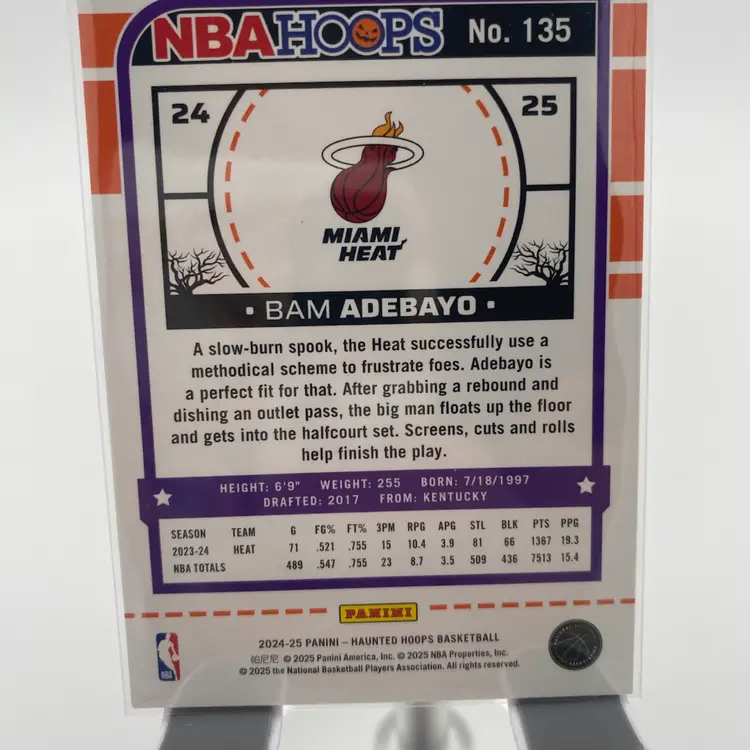 NBA HOOPS No. 135
24 25
MIAMI
HEAT
• BAM ADEBAYO •
A slow-burn spook, the Heat successfully use a
methodical scheme to frustrate foes. Adebayo is
a perfect fit for that. After grabbing a rebound and
dishing an outlet pass, the big man floats up the floor
and gets into the halfcourt set. Screens, cuts and rolls
help finish the play.
HEIGHT: 6'9" WEIGHT: 255 BORN: 7/18/1997
DRAFTED: 2017 FROM: KENTUCKY
SEASON TEAM G FG% FT% 3PM RPG APG STL BLK PTS PPG
2023-24 HEAT 71 .521 .755 15 10.4 3.9 81 66 1367 19.3
NBA TOTALS 489 .547 .755 23 8.7 3.5 509 436 7513 15.4
PANINI
2024-25 PANINI – HAUNTED HOOPS BASKETBALL
帕尼尼 © 2025 Panini America, Inc. © 2025 NBA Properties, Inc.
© 2025 the National Basketball Players Association. All rights reserved.
NBA